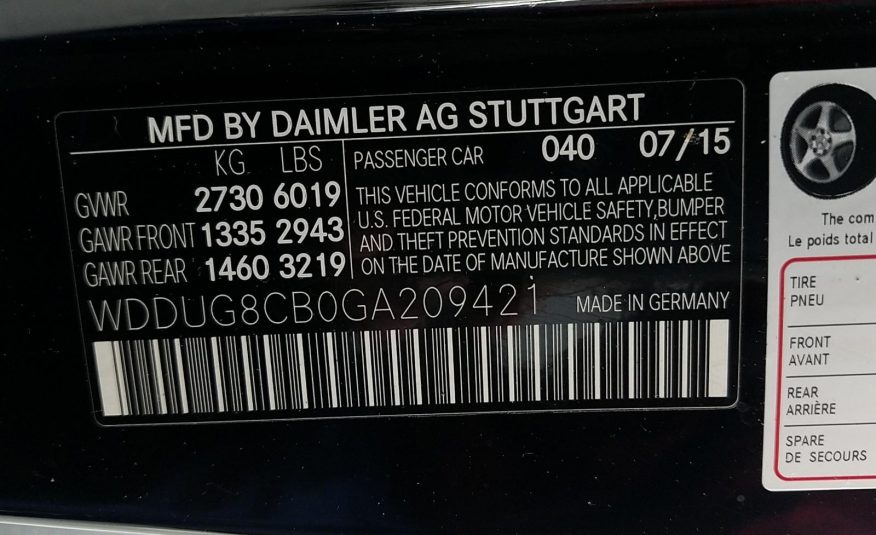 MFD BY DAIMLER AG STUTTGART
KG LBS
GVWR 2730 6019
GAWR FRONT 1335 2943
GAWR REAR 1460 3219
PASSENGER CAR 040 07/15
THIS VEHICLE CONFORMS TO ALL APPLICABLE
U.S. FEDERAL MOTOR VEHICLE SAFETY,BUMPER
AND THEFT PREVENTION STANDARDS IN EFFECT
ON THE DATE OF MANUFACTURE SHOWN ABOVE
WDDUG8CB0GA209421 MADE IN GERMANY
The com
Le poids total
TIRE
PNEU
FRONT
AVANT
REAR
ARRIÈRE
SPARE
DE SECOURS